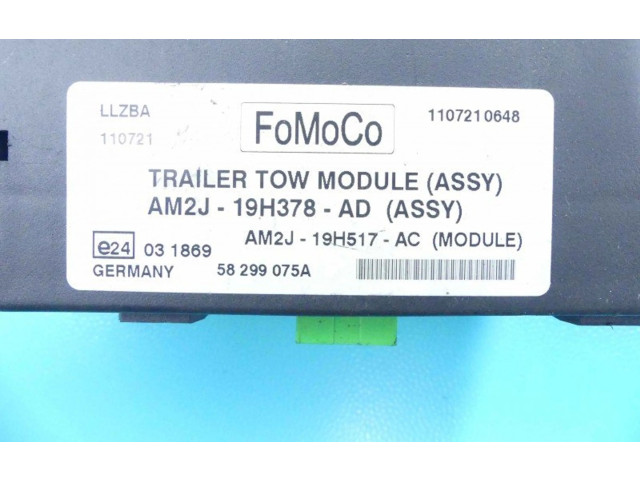 LLZBA
110721
FoMoCo
1107210648
TRAILER TOW MODULE (ASSY)
AM2J - 19H378 - AD (ASSY)
e24 03 1869
AM2J - 19H517 - AC (MODULE)
GERMANY 58 299 075A